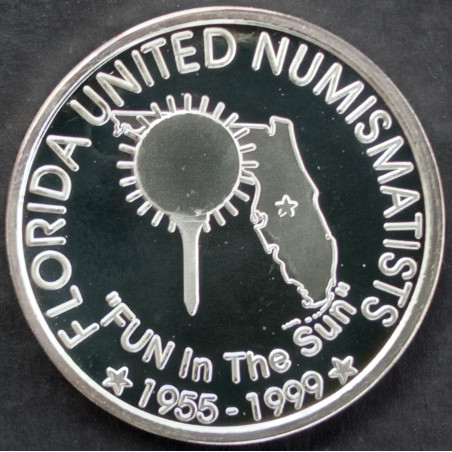 FLORIDA UNITED NUMISMATISTS
"FUN In The Sun"
1955 - 1999